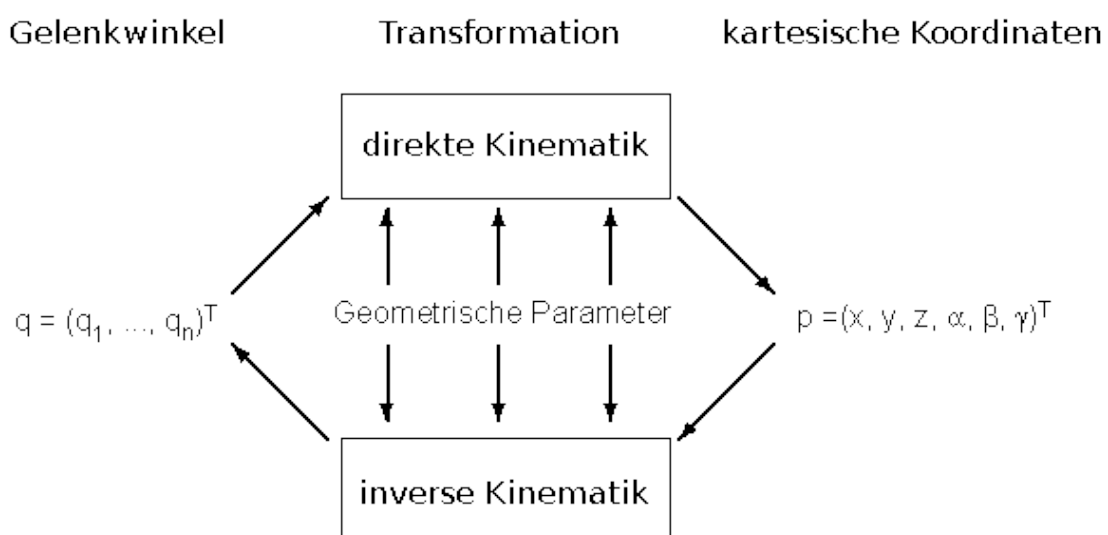 Gelenkwinkel
Transformation
kartesische Koordinaten
direkte Kinematik
q = (q₁, ..., qₙ)ᵀ
Geometrische Parameter
p =(x, y, z, α, β, γ)ᵀ
inverse Kinematik